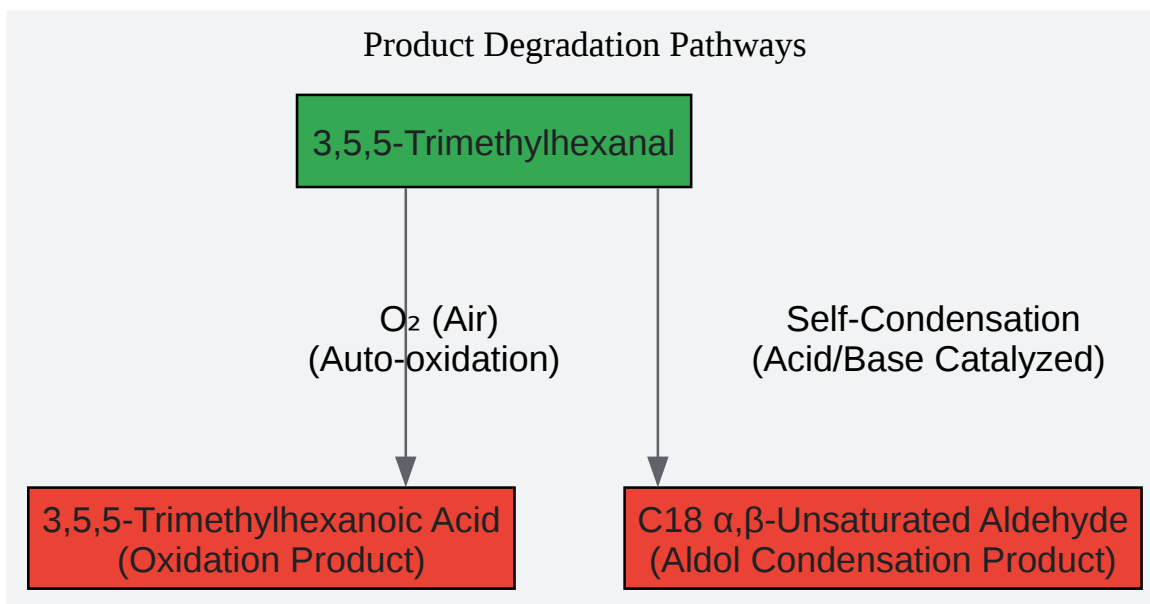 Product Degradation Pathways
3,5,5-Trimethylhexanal
O₂ (Air)
(Auto-oxidation)
Self-Condensation
(Acid/Base Catalyzed)
3,5,5-Trimethylhexanoic Acid
(Oxidation Product)
C18 α,β-Unsaturated Aldehyde
(Aldol Condensation Product)